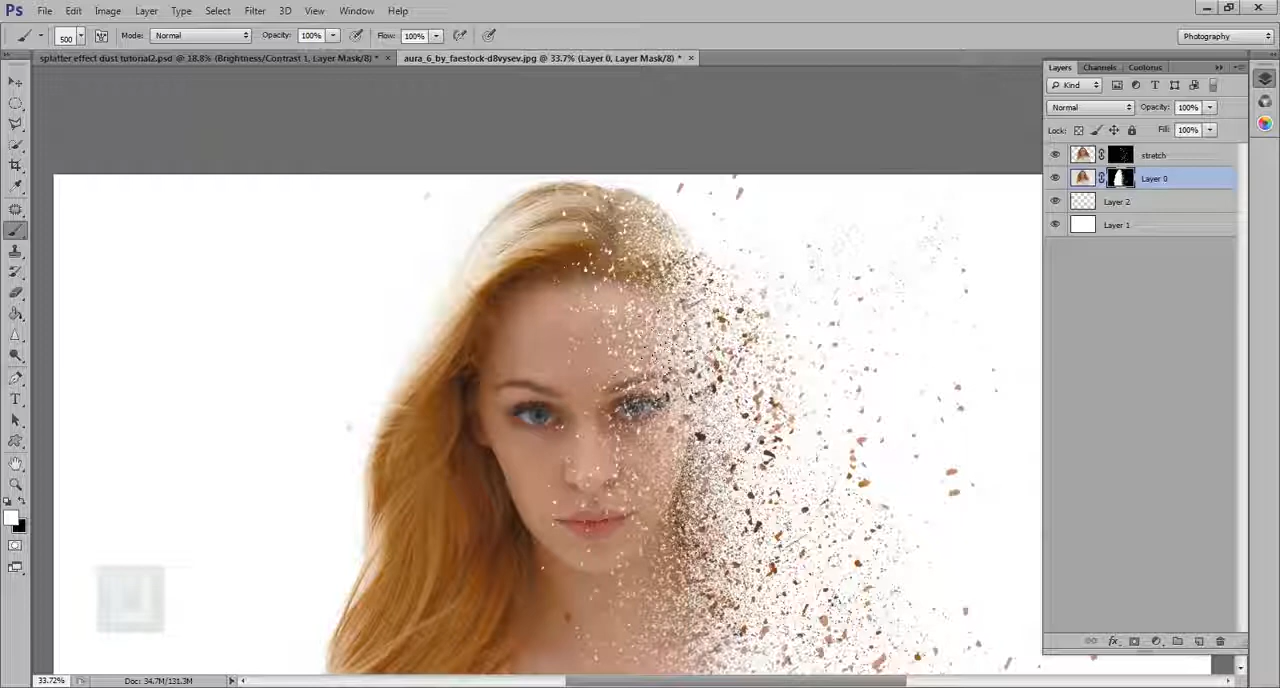 Ps File Edit Image Layer Type Select Filter 3D View Window Help
500 Mode: Normal Opacity: 100% Flow: 100% Photography
splatter effect dust tutorial2.psd @ 18.8% (Brightness/Contrast 1, Layer Mask/8) * × aura_6_by_faestock-d8vysev.jpg @ 33.7% (Layer 0, Layer Mask/8) * ×
Layers Channels Customs
Kind
Normal Opacity: 100%
Lock: Fill: 100%
stretch
Layer 0
Layer 2
Layer 1
fx
33.72% Doc: 34.7M/131.3M